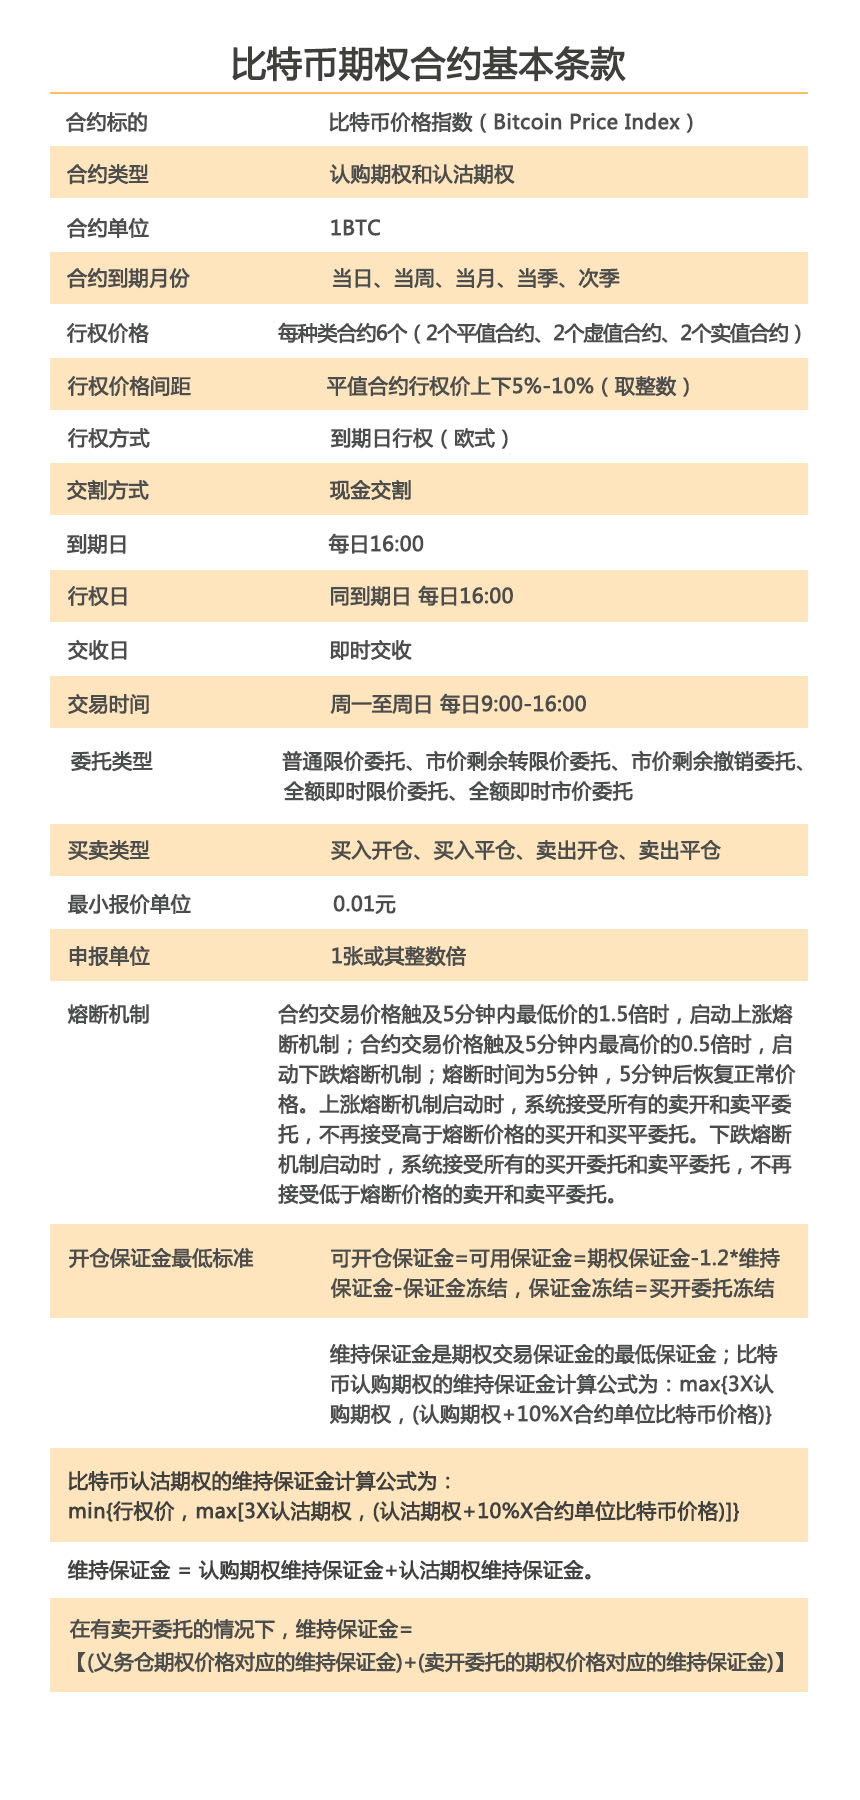 比特币期权合约基本条款
合约标的 比特币价格指数（Bitcoin Price Index）
合约类型 认购期权和认沽期权
合约单位 1BTC
合约到期月份 当日、当周、当月、当季、次季
行权价格 每种类合约6个（2个平值合约、2个虚值合约、2个实值合约）
行权价格间距 平值合约行权价上下5%-10%（取整数）
行权方式 到期日行权（欧式）
交割方式 现金交割
到期日 每日16:00
行权日 同到期日 每日16:00
交收日 即时交收
交易时间 周一至周日 每日9:00-16:00
委托类型 普通限价委托、市价剩余转限价委托、市价剩余撤销委托、
全额即时限价委托、全额即时市价委托
买卖类型 买入开仓、买入平仓、卖出开仓、卖出平仓
最小报价单位 0.01元
申报单位 1张或其整数倍
熔断机制 合约交易价格触及5分钟内最低价的1.5倍时，启动上涨熔
断机制；合约交易价格触及5分钟内最高价的0.5倍时，启
动下跌熔断机制；熔断时间为5分钟，5分钟后恢复正常价
格。上涨熔断机制启动时，系统接受所有的卖开和卖平委
托，不再接受高于熔断价格的买开和买平委托。下跌熔断
机制启动时，系统接受所有的买开委托和卖平委托，不再
接受低于熔断价格的卖开和卖平委托。
开仓保证金最低标准 可开仓保证金=可用保证金=期权保证金-1.2*维持
保证金-保证金冻结，保证金冻结=买开委托冻结
维持保证金是期权交易保证金的最低保证金；比特
币认购期权的维持保证金计算公式为：max{3X认
购期权，(认购期权+10%X合约单位比特币价格)}
比特币认沽期权的维持保证金计算公式为：
min{行权价，max[3X认沽期权，(认沽期权+10%X合约单位比特币价格)]}
维持保证金 = 认购期权维持保证金+认沽期权维持保证金。
在有卖开委托的情况下，维持保证金=
【(义务仓期权价格对应的维持保证金)+(卖开委托的期权价格对应的维持保证金)】